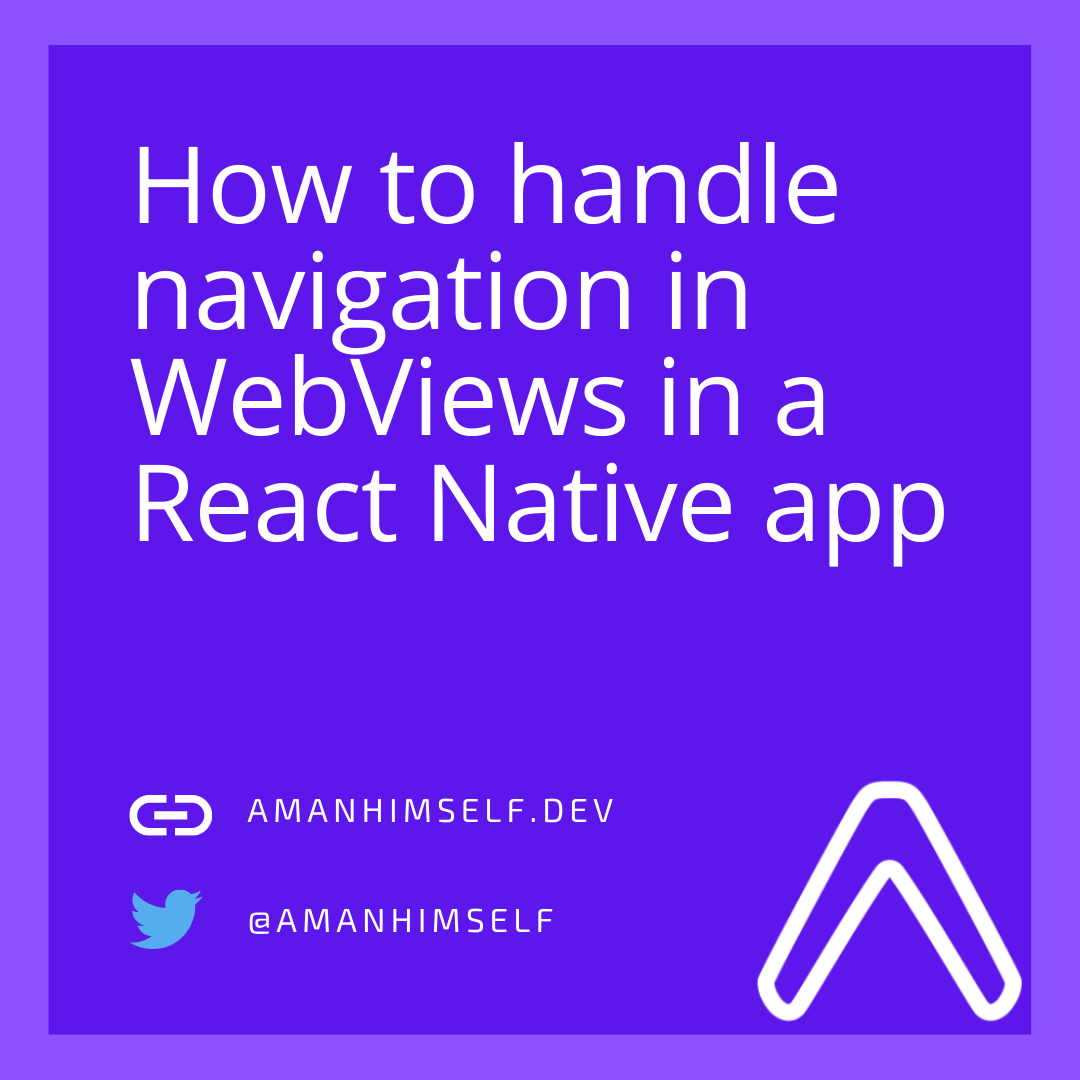 How to handle
navigation in
WebViews in a
React Native app
AMANHIMSELF.DEV
@AMANHIMSELF